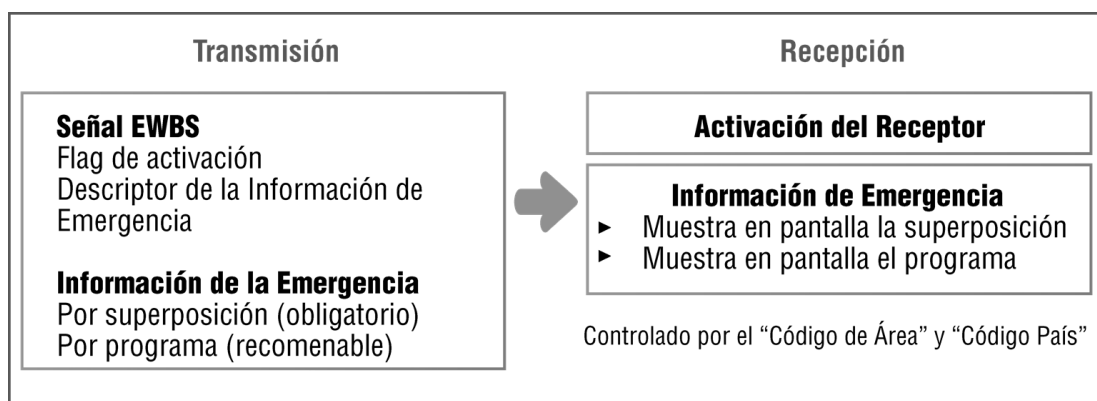 Transmisión
Señal EWBS
Flag de activación
Descriptor de la Información de
Emergencia
Información de la Emergencia
Por superposición (obligatorio)
Por programa (recomenable)
Recepción
Activación del Receptor
Información de Emergencia
► Muestra en pantalla la superposición
► Muestra en pantalla el programa
Controlado por el “Código de Área” y “Código País”